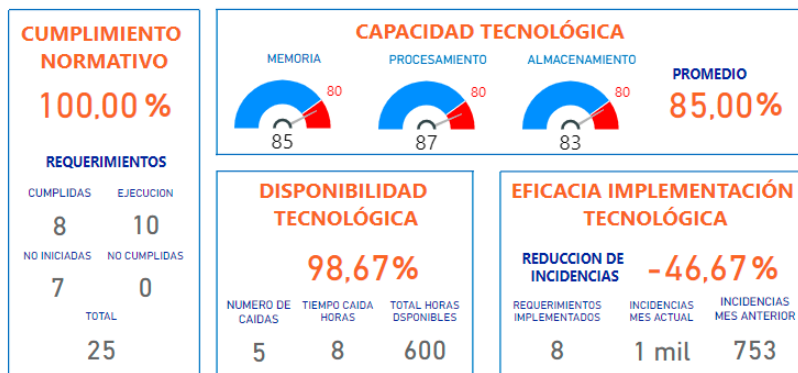 CUMPLIMIENTO
NORMATIVO
100,00 %
REQUERIMIENTOS
CUMPLIDAS EJECUCION
8 10
NO INICIADAS NO CUMPLIDAS
7 0
TOTAL
25
CAPACIDAD TECNOLÓGICA
MEMORIA PROCESAMIENTO ALMACENAMIENTO
80 80 80
85 87 83
PROMEDIO
85,00%
DISPONIBILIDAD
TECNOLÓGICA
98,67%
NUMERO DE TIEMPO CAIDA TOTAL HORAS
CAIDAS HORAS DSPONIBLES
5 8 600
EFICACIA IMPLEMENTACIÓN
TECNOLÓGICA
REDUCCION DE
INCIDENCIAS -46,67%
REQUERIMIENTOS INCIDENCIAS INCIDENCIAS
IMPLEMENTADOS MES ACTUAL MES ANTERIOR
8 1 mil 753